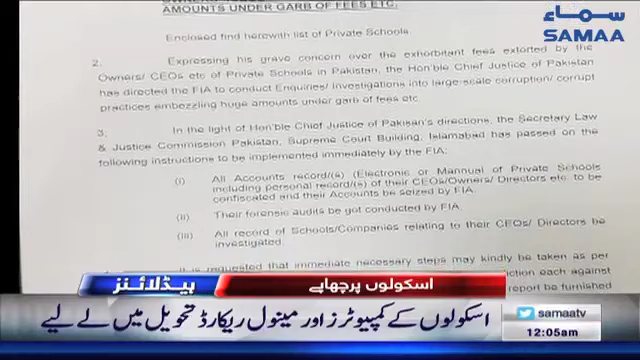 AMOUNTS UNDER GARB OF FEES ETC.
سماء
SAMAA
Enclosed find herewith list of Private Schools.
2. Expressing his grave concern over the exhorbitant fees extorted by the
Owners/ CEOs etc of Private Schools in Pakistan, the Hon'ble Chief Justice of Pakistan
has directed the FIA to conduct Enquiries/ Investigations into large-scale corruption/ corrupt
practices embezzling huge amounts under garb of fees etc.
3. In the light of Hon'ble Chief Justice of Pakisan's directions, the Secretary Law
& Justice Commission Pakistan, Supreme Court Building, Islamabad has passed on the
following instructions to be implemented immediately by the FIA:
(i) All Accounts record/(s) (Electronic or Mannual of Private Schools
including personal record/(s) of their CEOs/Owners/ Directors etc. to be
confiscated and their Accounts be seized by FIA.
(ii) Their forensic audits be got conducted by FIA.
(iii) All record of Schools/Companies relating to their CEOs/ Directors be
investigated.
It is requested that immediate necessary steps may kindly be taken as per
ction each against
report be furnished
ہیڈلائنز
اسکولوں پر چھاپے
اسکولوں کے کمپیوٹرز اور مینول ریکارڈ تحویل میں لے لیے
samaatv
12:05am